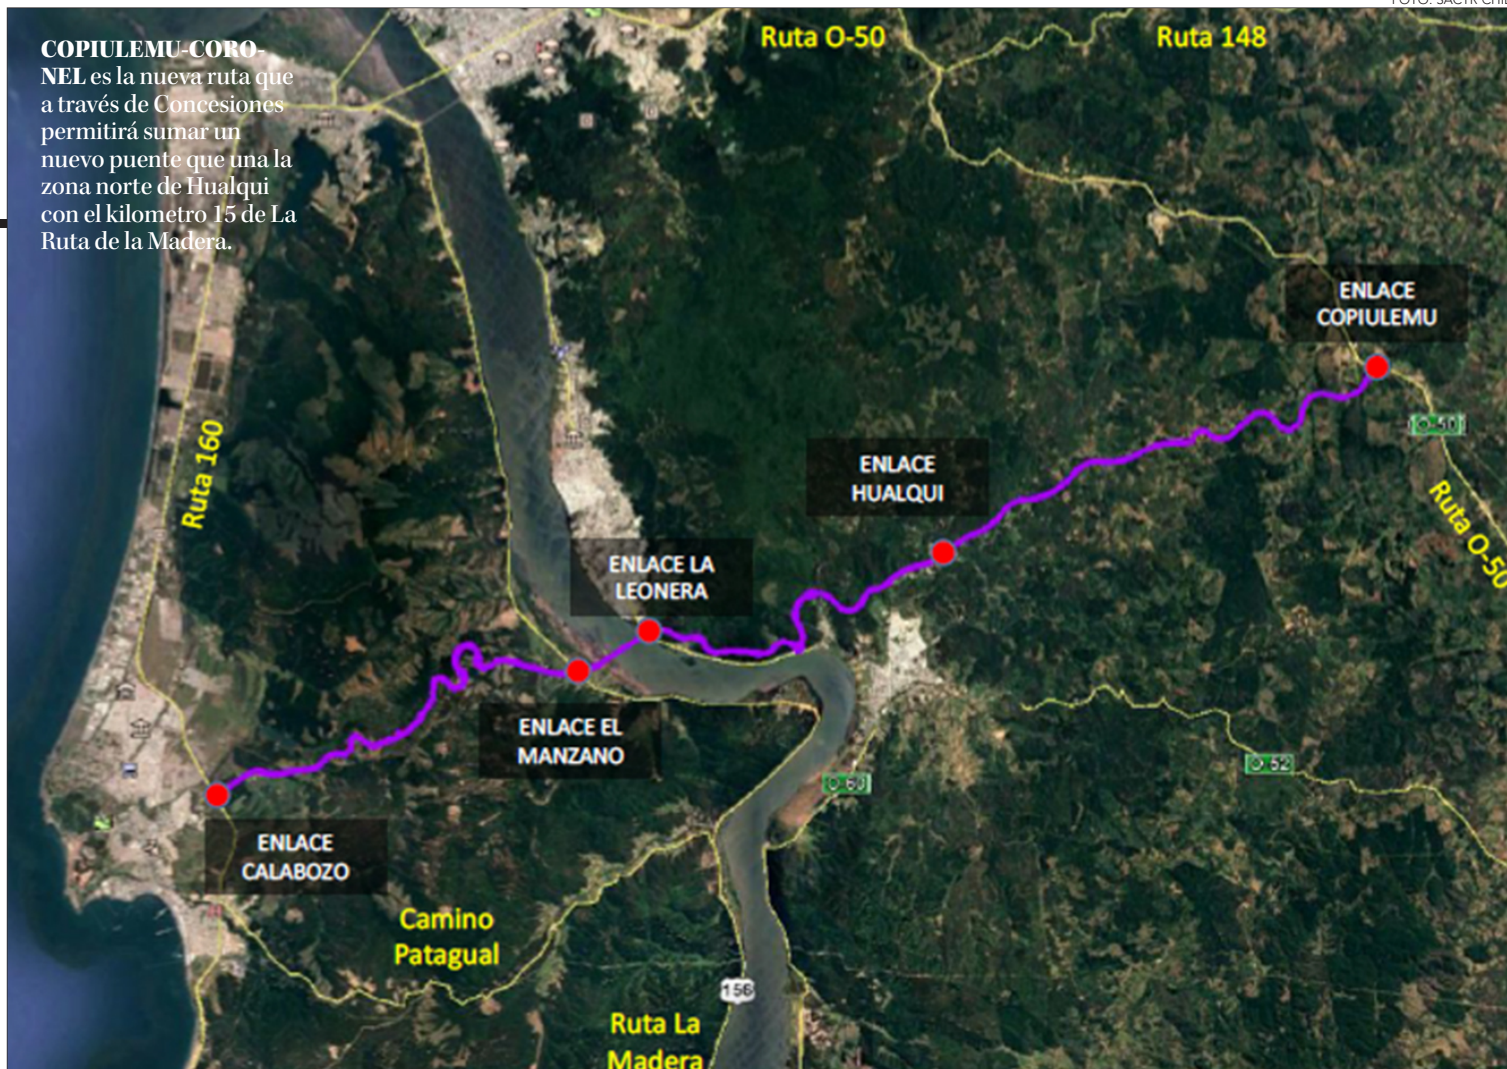 FOTO: SACYR CHI
COPIULEMU-CORO-
NEL es la nueva ruta que
a través de Concesiones
permitirá sumar un
nuevo puente que una la
zona norte de Hualqui
con el kilometro 15 de La
Ruta de la Madera.
Ruta O-50
Ruta 148
ENLACE
COPIULEMU
O-50
Ruta O-50
Ruta 160
ENLACE
HUALQUI
ENLACE LA
LEONERA
ENLACE EL
MANZANO
O-60
O-52
ENLACE
CALABOZO
Camino
Patagual
156
Ruta La
Madera